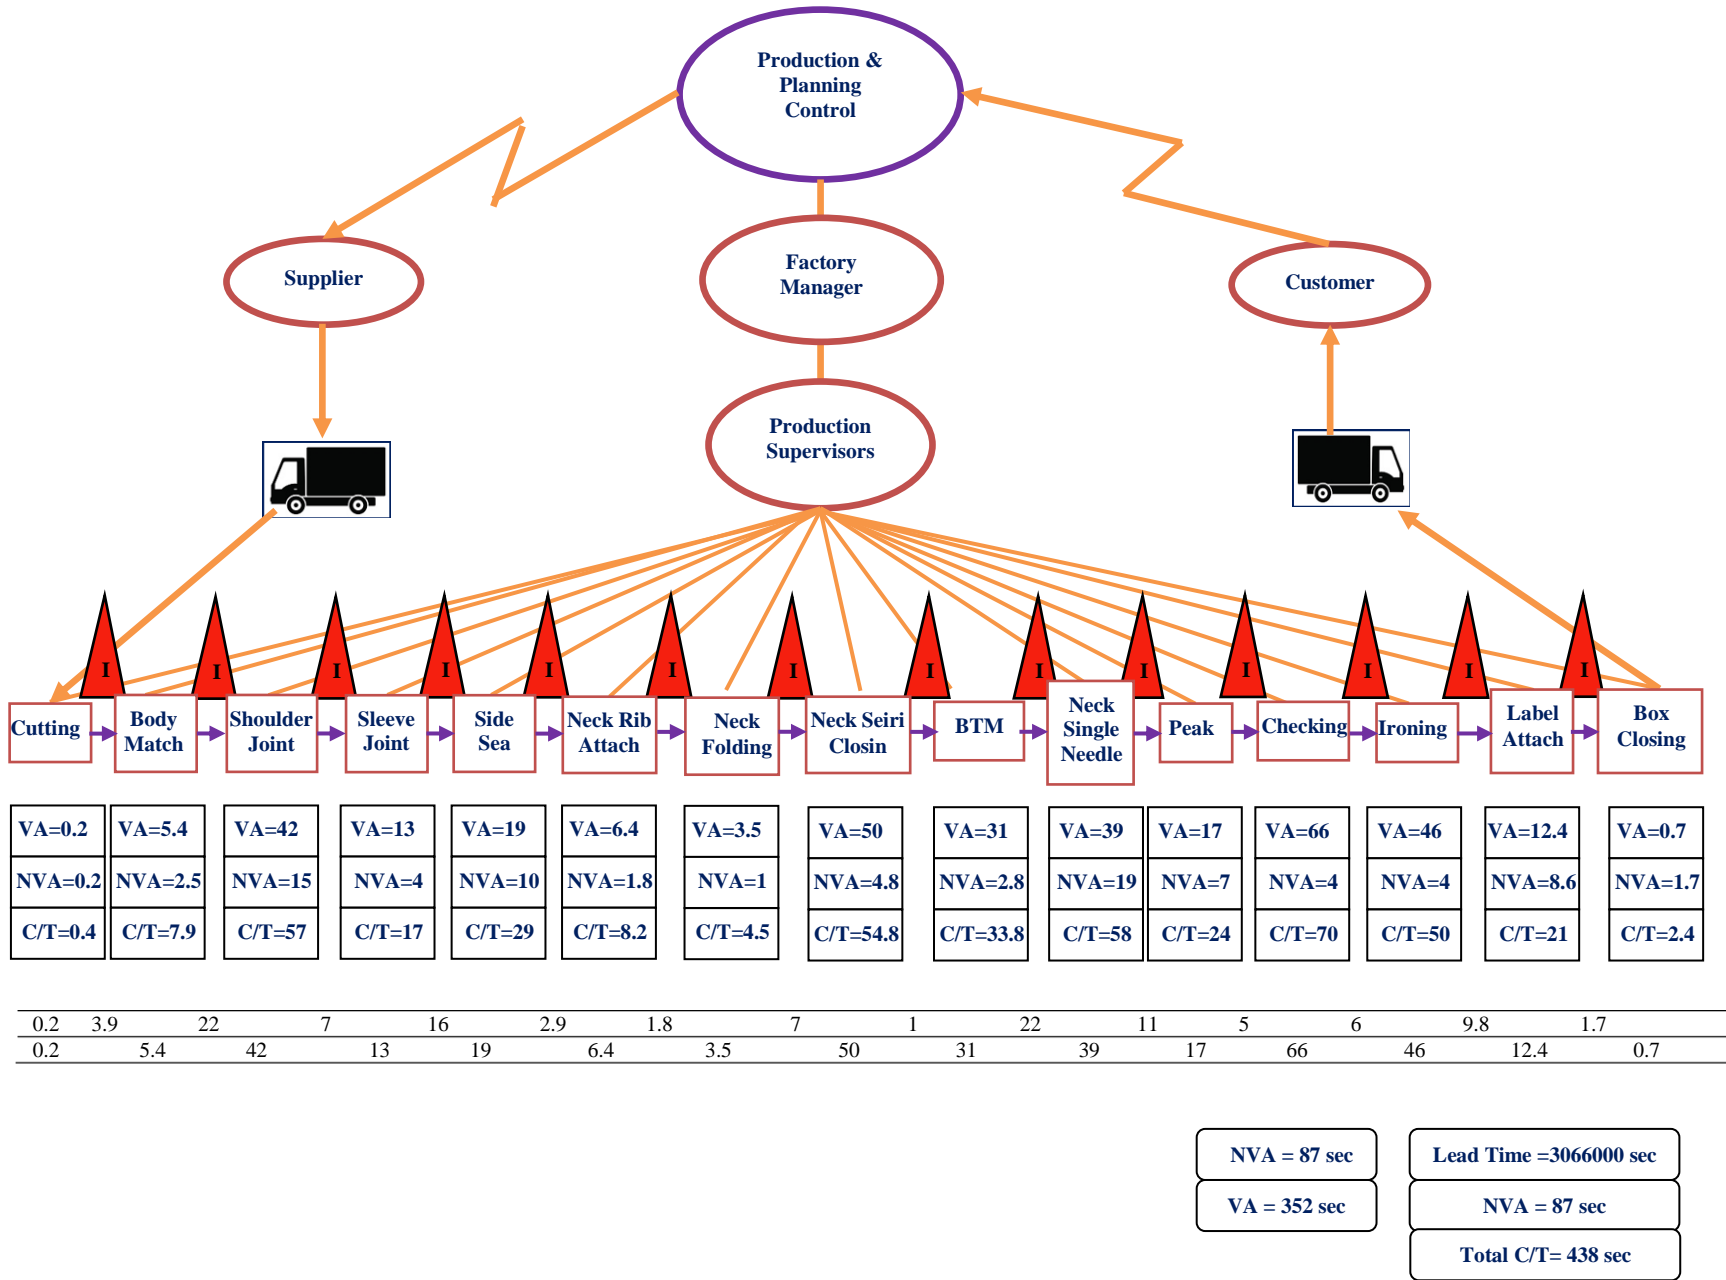 Production &
Planning
Control
Supplier
Factory
Manager
Customer
Production
Supervisors
I I I I I I I I I I I I I I
Cutting
Body
Match
Shoulder
Joint
Sleeve
Joint
Side
Sea
Neck Rib
Attach
Neck
Folding
Neck Seiri
Closin
BTM
Neck
Single
Needle
Peak
Checking
Ironing
Label
Attach
Box
Closing
VA=0.2 VA=5.4 VA=42 VA=13 VA=19 VA=6.4 VA=3.5 VA=50 VA=31 VA=39 VA=17 VA=66 VA=46 VA=12.4 VA=0.7
NVA=0.2 NVA=2.5 NVA=15 NVA=4 NVA=10 NVA=1.8 NVA=1 NVA=4.8 NVA=2.8 NVA=19 NVA=7 NVA=4 NVA=4 NVA=8.6 NVA=1.7
C/T=0.4 C/T=7.9 C/T=57 C/T=17 C/T=29 C/T=8.2 C/T=4.5 C/T=54.8 C/T=33.8 C/T=58 C/T=24 C/T=70 C/T=50 C/T=21 C/T=2.4
0.2 3.9 22 7 16 2.9 1.8 7 1 22 11 5 6 9.8 1.7
0.2 5.4 42 13 19 6.4 3.5 50 31 39 17 66 46 12.4 0.7
NVA = 87 sec
VA = 352 sec
Lead Time =3066000 sec
NVA = 87 sec
Total C/T= 438 sec